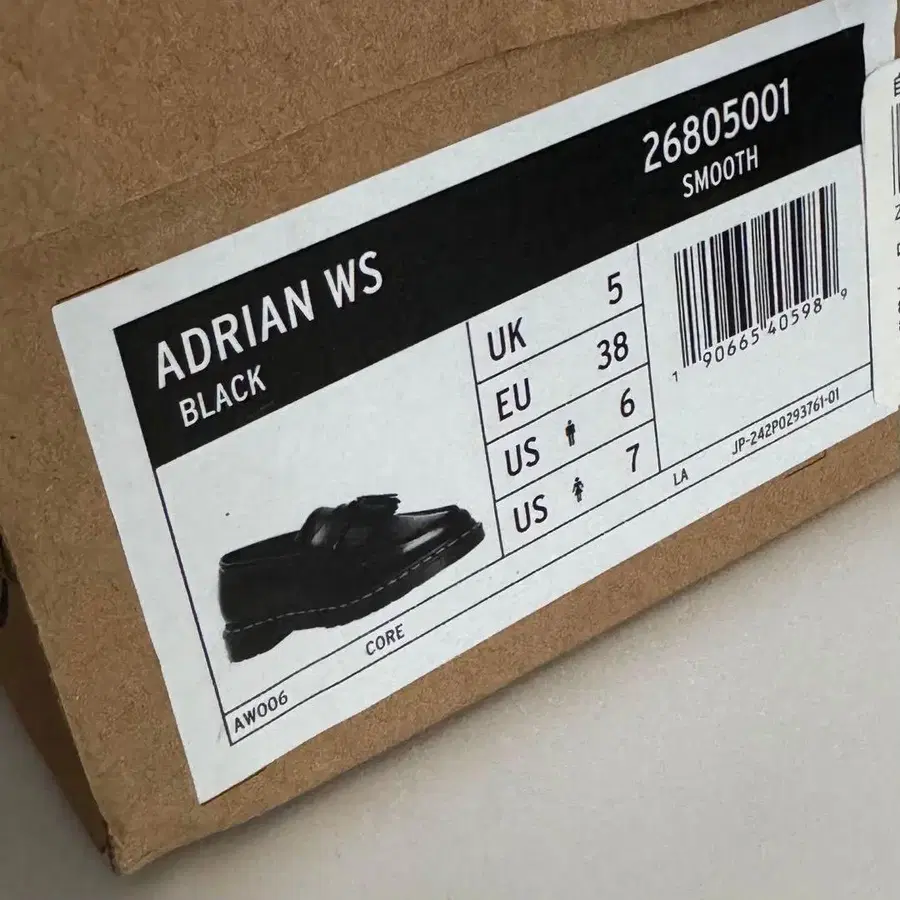 ADRIAN WS
BLACK
26805001
SMOOTH
UK 5
EU 38
US 6
US 7
1 90665 40598 9
AW006
CORE
LA
JP-242P0293761-01